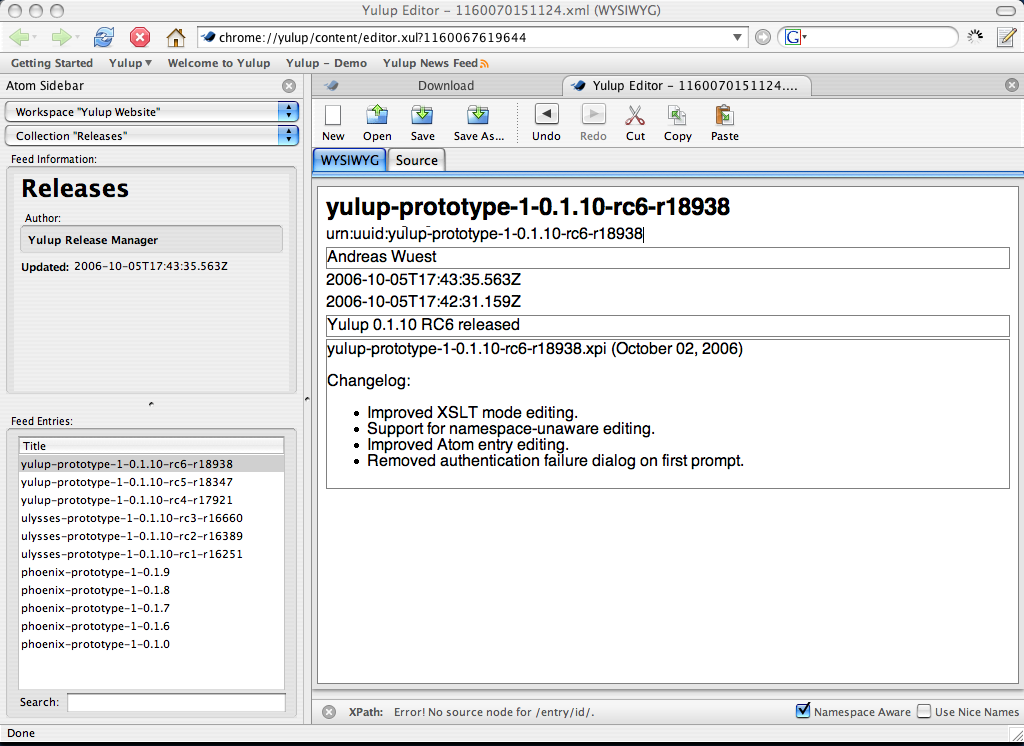 Yulup Editor – 1160070151124.xml (WYSIWYG)
chrome://yulup/content/editor.xul?1160067619644
G
Getting Started Yulup Welcome to Yulup Yulup – Demo Yulup News Feed
Atom Sidebar
Workspace "Yulup Website"
Collection "Releases"
Feed Information:
Releases
Author:
Yulup Release Manager
Updated: 2006-10-05T17:43:35.563Z
Feed Entries:
Title
yulup-prototype-1-0.1.10-rc6-r18938
yulup-prototype-1-0.1.10-rc5-r18347
yulup-prototype-1-0.1.10-rc4-r17921
ulysses-prototype-1-0.1.10-rc3-r16660
ulysses-prototype-1-0.1.10-rc2-r16389
ulysses-prototype-1-0.1.10-rc1-r16251
phoenix-prototype-1-0.1.9
phoenix-prototype-1-0.1.8
phoenix-prototype-1-0.1.7
phoenix-prototype-1-0.1.6
phoenix-prototype-1-0.1.0
Search:
Download
Yulup Editor – 1160070151124....
New Open Save Save As... Undo Redo Cut Copy Paste
WYSIWYG Source
yulup-prototype-1-0.1.10-rc6-r18938
urn:uuid:yulup-prototype-1-0.1.10-rc6-r18938
Andreas Wuest
2006-10-05T17:43:35.563Z
2006-10-05T17:42:31.159Z
Yulup 0.1.10 RC6 released
yulup-prototype-1-0.1.10-rc6-r18938.xpi (October 02, 2006)
Changelog:
• Improved XSLT mode editing.
• Support for namespace-unaware editing.
• Improved Atom entry editing.
• Removed authentication failure dialog on first prompt.
XPath: Error! No source node for /entry/id/. Namespace Aware Use Nice Names
Done